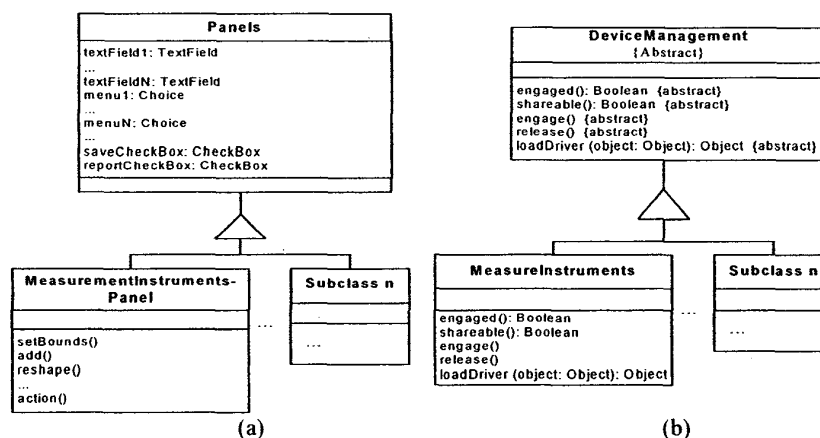 Panels
textField1: TextField
...
textFieldN: TextField
menu1: Choice
...
menuN: Choice
...
saveCheckBox: CheckBox
reportCheckBox: CheckBox
MeasurementInstruments-
Panel
setBounds()
add()
reshape()
...
action()
...
Subclass n
...
(a)
DeviceManagement
{Abstract}
engaged(): Boolean {abstract}
shareable(): Boolean {abstract}
engage() {abstract}
release() {abstract}
loadDriver (object: Object): Object {abstract}
MeasureInstruments
engaged(): Boolean
shareable(): Boolean
engage()
release()
loadDriver (object: Object): Object
...
Subclass n
...
(b)